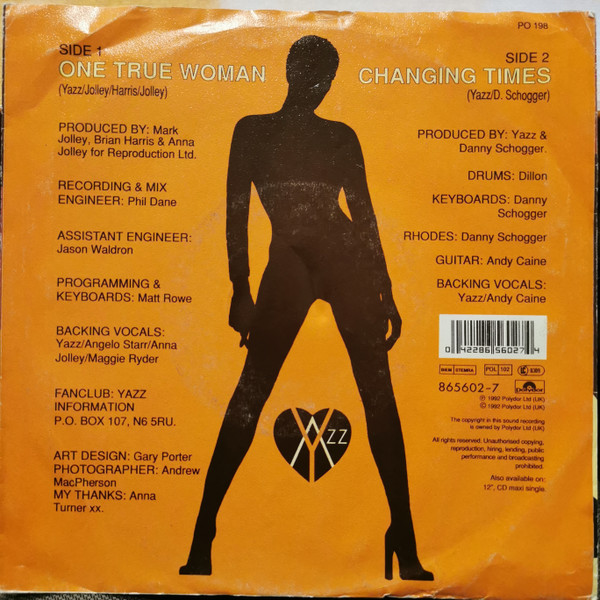 PO 198
SIDE 1
ONE TRUE WOMAN
(Yazz/Jolley/Harris/Jolley)
PRODUCED BY: Mark
Jolley, Brian Harris & Anna
Jolley for Reproduction Ltd.
RECORDING & MIX
ENGINEER: Phil Dane
ASSISTANT ENGINEER:
Jason Waldron
PROGRAMMING &
KEYBOARDS: Matt Rowe
BACKING VOCALS:
Yazz/Angelo Starr/Anna
Jolley/Maggie Ryder
FANCLUB: YAZZ
INFORMATION
P.O. BOX 107, N6 5RU.
ART DESIGN: Gary Porter
PHOTOGRAPHER: Andrew
MacPherson
MY THANKS: Anna
Turner xx.
YAZZ
SIDE 2
CHANGING TIMES
(Yazz/D. Schogger)
PRODUCED BY: Yazz &
Danny Schogger
DRUMS: Dillon
KEYBOARDS: Danny
Schogger
RHODES: Danny Schogger
GUITAR: Andy Caine
BACKING VOCALS:
Yazz/Andy Caine
0 42286 56027 4
BIEM STEMRA POL 102
865602-7
polydor
℗ 1992 Polydor Ltd (UK)
© 1992 Polydor Ltd (UK)
The copyright in this sound recording
is owned by Polydor Ltd (UK)
All rights reserved. Unauthorised copying,
reproduction, hiring, lending, public
performance and broadcasting
prohibited.
Also available on:
12", CD maxi single.